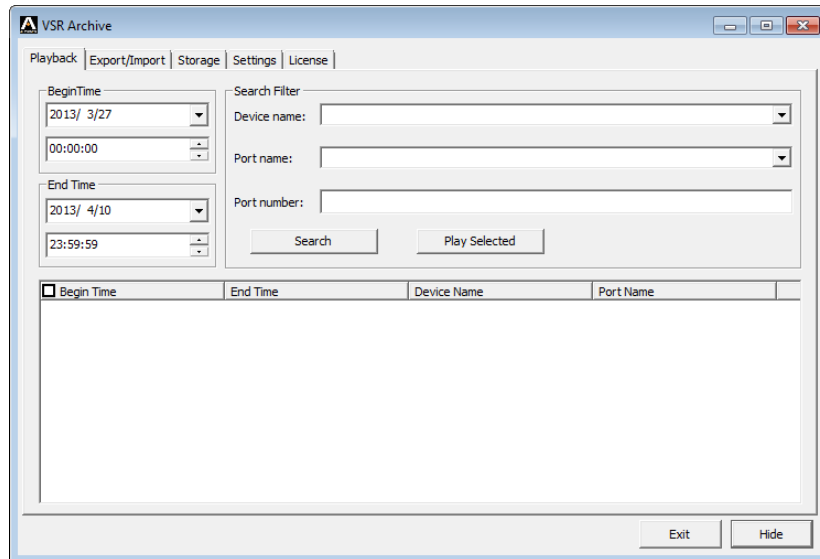 VSR Archive
Playback Export/Import Storage Settings License
BeginTime
2013/ 3/27
00:00:00
End Time
2013/ 4/10
23:59:59
Search Filter
Device name:
Port name:
Port number:
Search Play Selected
Begin Time End Time Device Name Port Name
Exit Hide